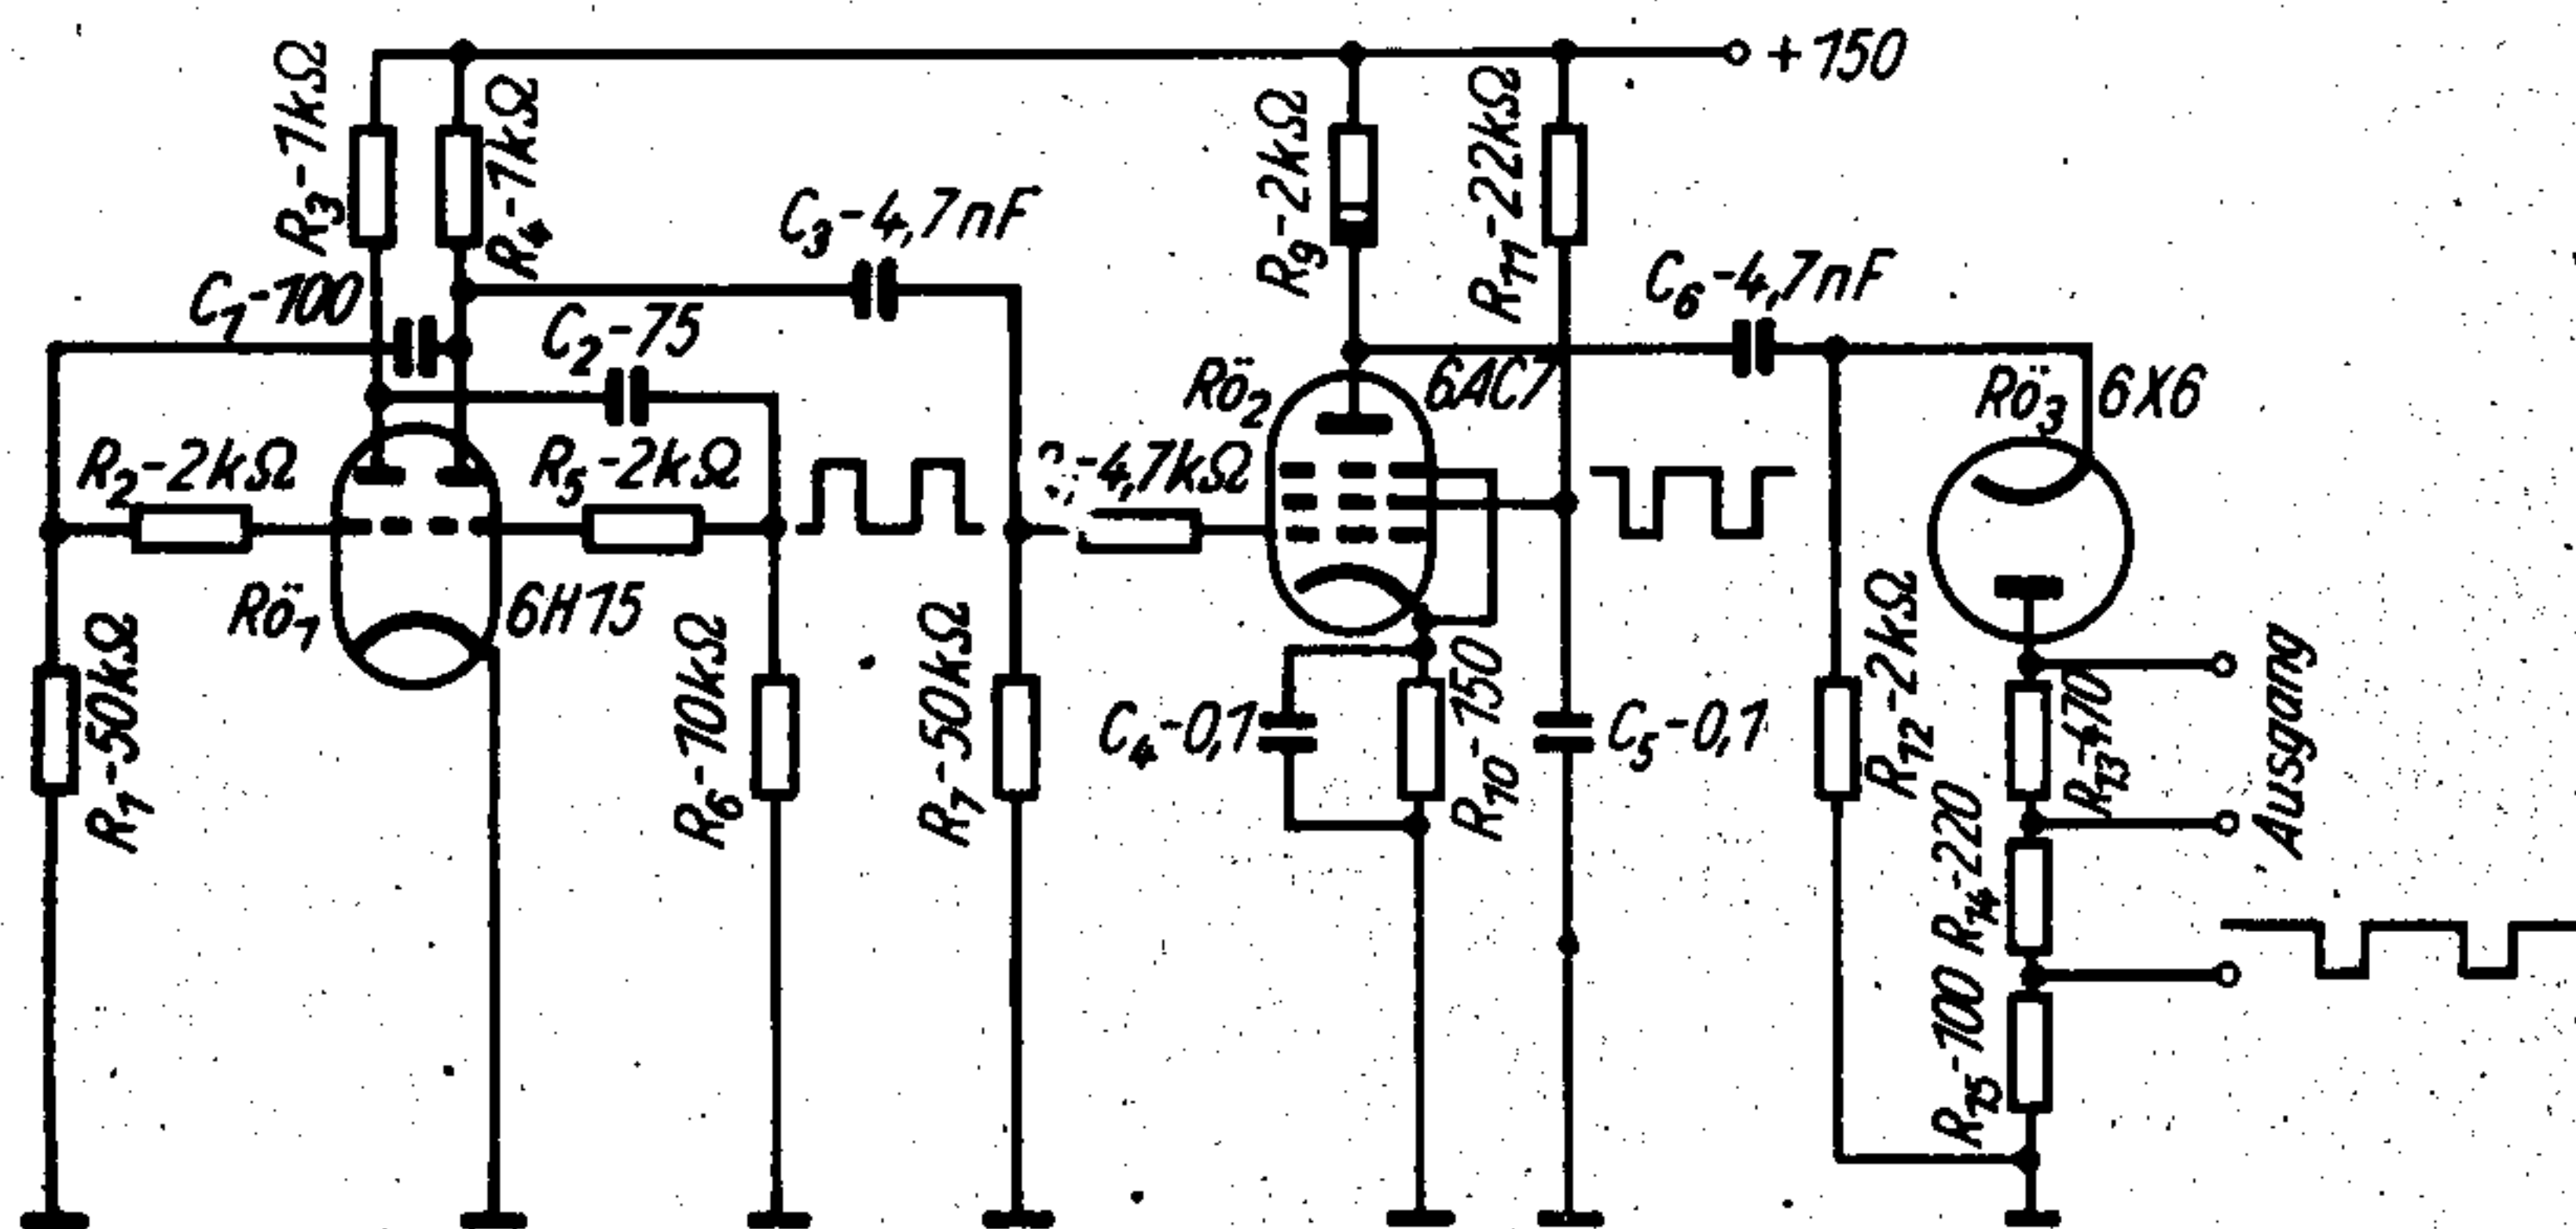 +150
R3-1kΩ
R4-1kΩ
R9-2kΩ
R11-22kΩ
C3-4,7nF
C1-100
C2-75
C6-4,7nF
Rö2
6AC7
Rö3
6X6
R2-2kΩ
R5-2kΩ
-4,7kΩ
Rö1
6H15
R1-50kΩ
R6-10kΩ
R7-50kΩ
C4-0,1
R10-150
C5-0,1
R12-2kΩ
R13-470
R14-220
R15-100
Ausgang